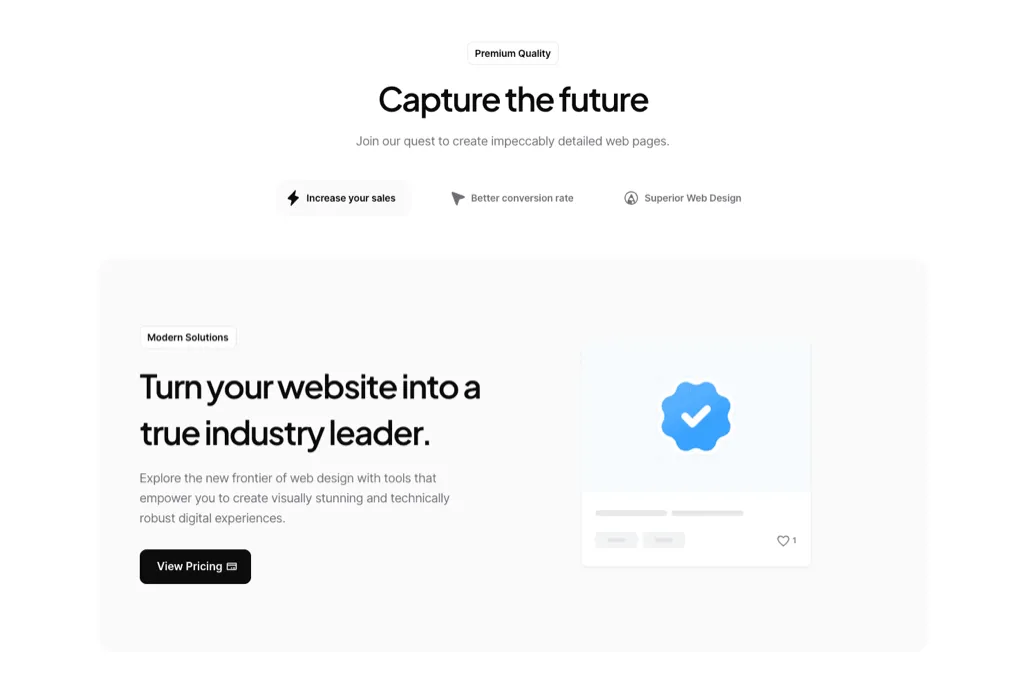 Premium Quality
Capture the future
Join our quest to create impeccably detailed web pages.
Increase your sales
Better conversion rate
Superior Web Design
Modern Solutions
Turn your website into a
true industry leader.
Explore the new frontier of web design with tools that
empower you to create visually stunning and technically
robust digital experiences.
View Pricing
1